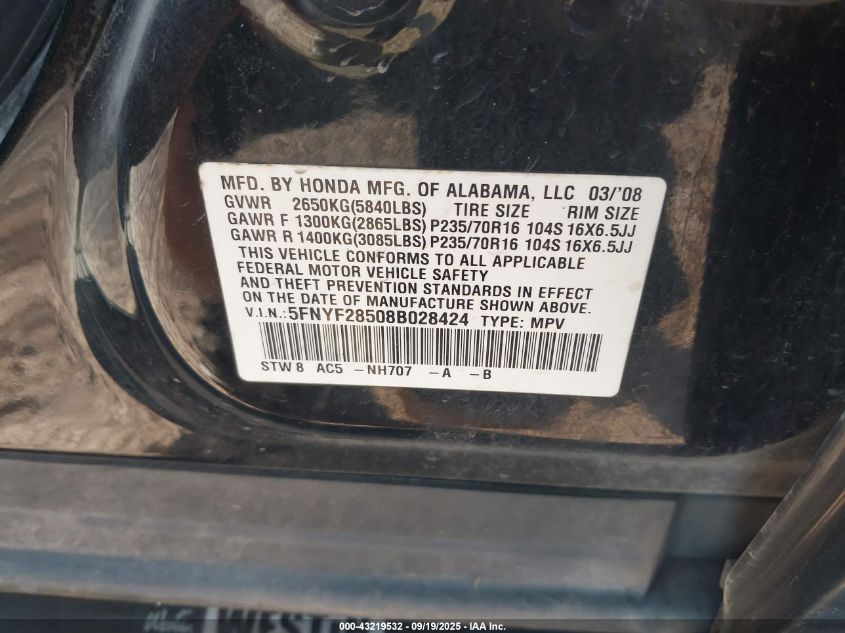 MFD. BY HONDA MFG. OF ALABAMA, LLC 03/'08
GVWR 2650KG(5840LBS) TIRE SIZE RIM SIZE
GAWR F 1300KG(2865LBS) P235/70R16 104S 16X6.5JJ
GAWR R 1400KG(3085LBS) P235/70R16 104S 16X6.5JJ
THIS VEHICLE CONFORMS TO ALL APPLICABLE
FEDERAL MOTOR VEHICLE SAFETY
AND THEFT PREVENTION STANDARDS IN EFFECT
ON THE DATE OF MANUFACTURE SHOWN ABOVE.
V.I.N.:5FNYF28508B028424 TYPE: MPV
STW8 AC5 -NH707 -A -B
000-43219532 - 09/19/2025 - IAA Inc.